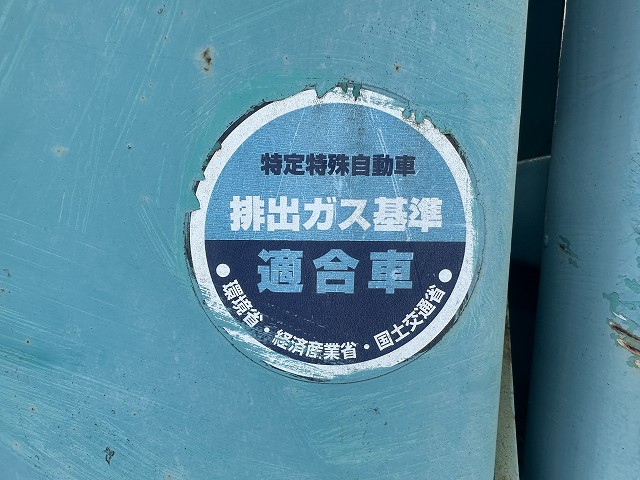 特定特殊自動車
排出ガス基準
適合車
●環境省・経済産業省・国土交通省●